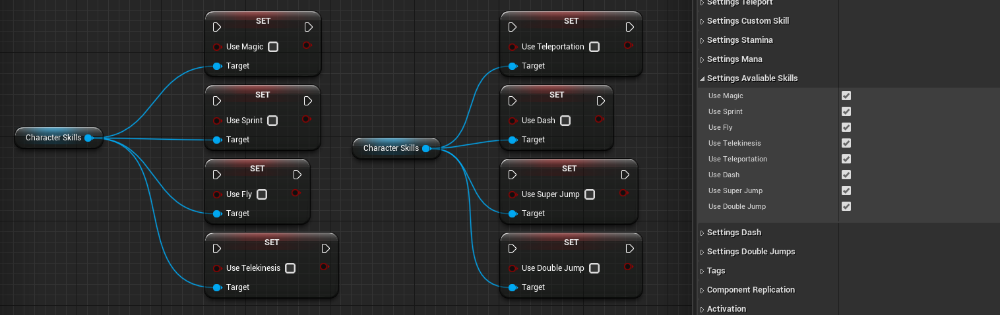 SET
Use Magic
Target
SET
Use Sprint
Target
Character Skills
SET
Use Fly
Target
SET
Use Telekinesis
Target
SET
Use Teleportation
Target
SET
Use Dash
Target
Character Skills
SET
Use Super Jump
Target
SET
Use Double Jump
Target
Settings Teleport
Settings Custom Skill
Settings Stamina
Settings Mana
Settings Avaliable Skills
Use Magic
Use Sprint
Use Fly
Use Telekinesis
Use Teleportation
Use Dash
Use Super Jump
Use Double Jump
Settings Dash
Settings Double Jumps
Tags
Component Replication
Activation